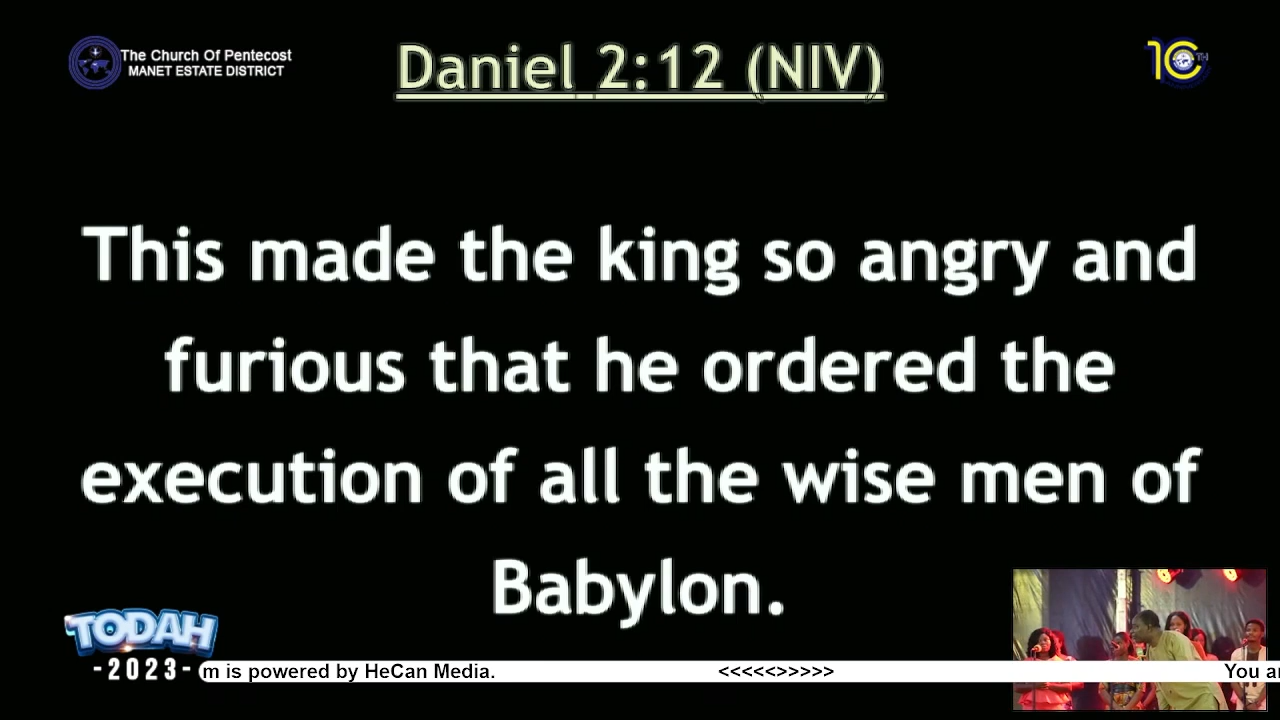 The Church Of Pentecost
MANET ESTATE DISTRICT
Daniel 2:12 (NIV)
10TH
This made the king so angry and
furious that he ordered the
execution of all the wise men of
Babylon.
TODAH
-2023-
m is powered by HeCan Media. <<<<<>>>>> You